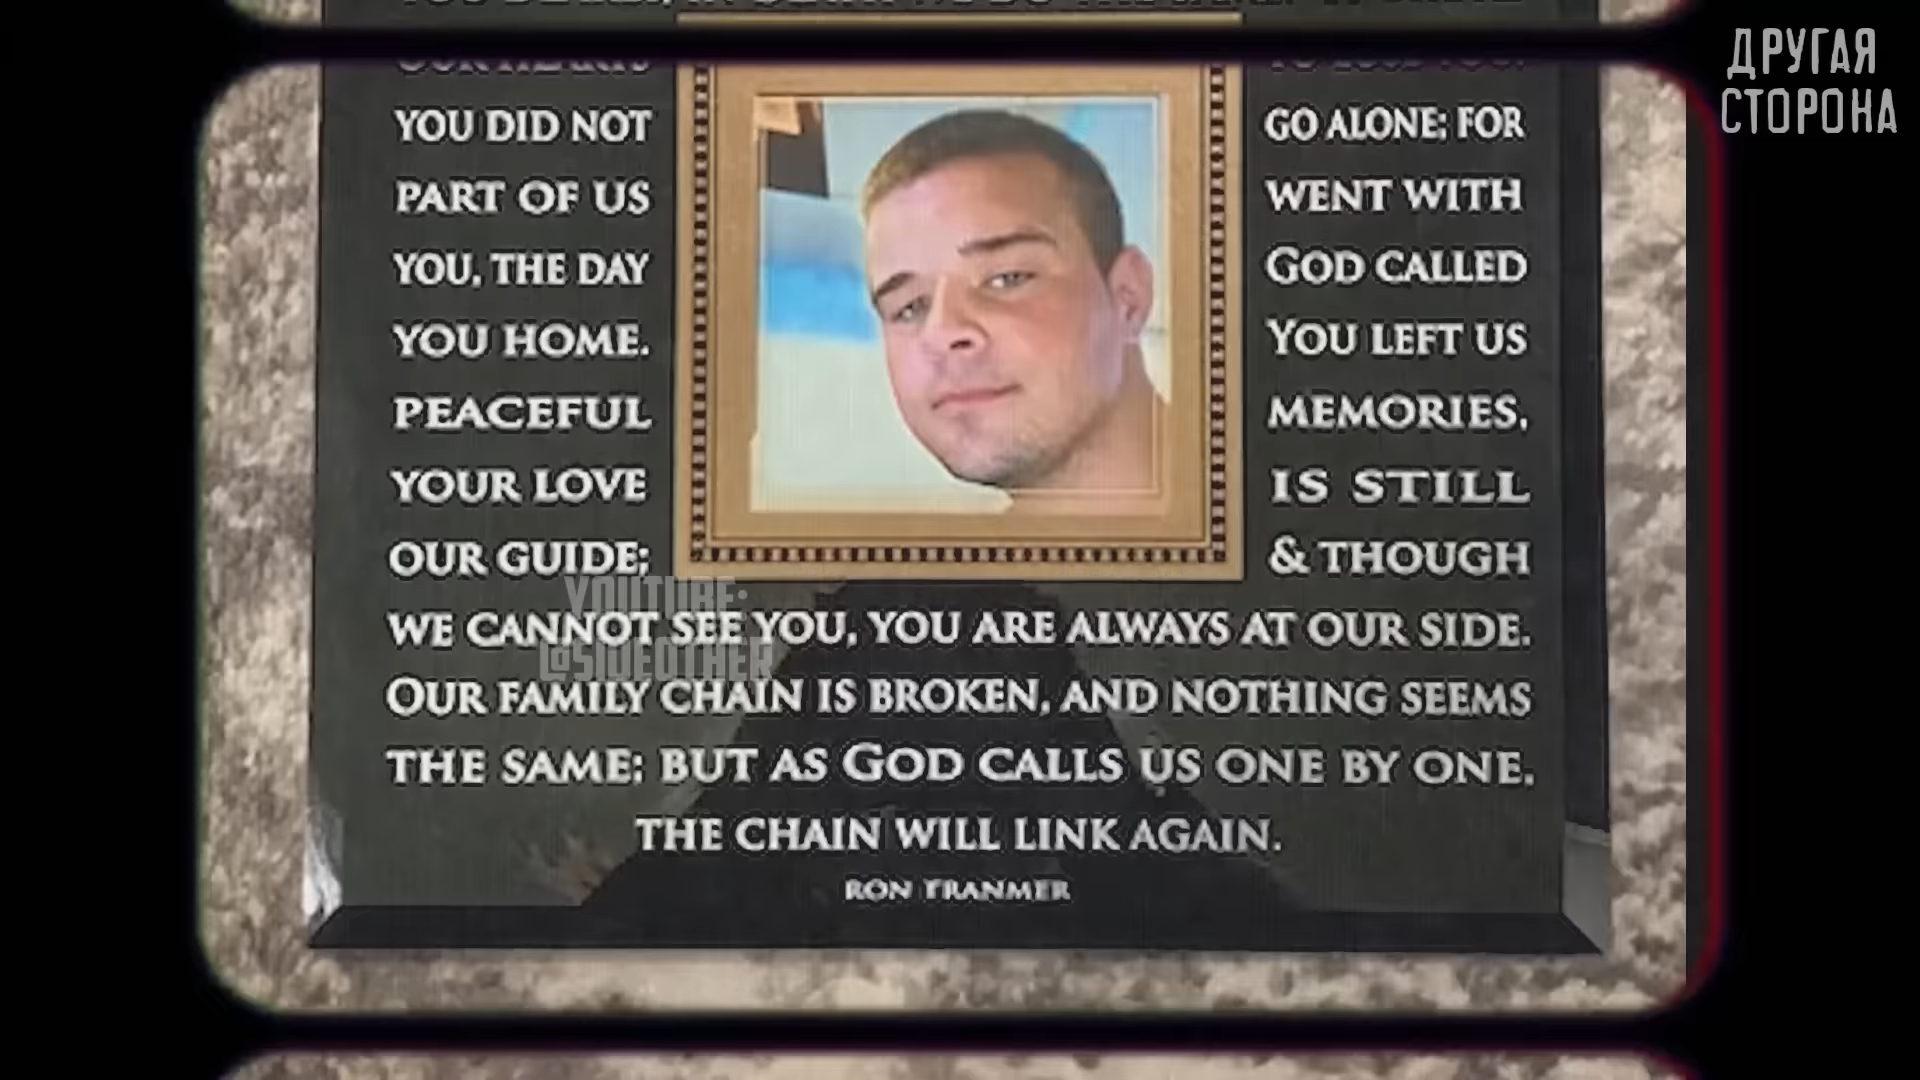 ДРУГАЯ
СТОРОНА
YOU DID NOT GO ALONE; FOR
PART OF US WENT WITH
YOU, THE DAY GOD CALLED
YOU HOME. YOU LEFT US
PEACEFUL MEMORIES,
YOUR LOVE IS STILL
OUR GUIDE; & THOUGH
WE CANNOT SEE YOU, YOU ARE ALWAYS AT OUR SIDE.
OUR FAMILY CHAIN IS BROKEN, AND NOTHING SEEMS
THE SAME; BUT AS GOD CALLS US ONE BY ONE,
THE CHAIN WILL LINK AGAIN.
RON TRANMER
YOUTUBE:
@SIDEOTHER